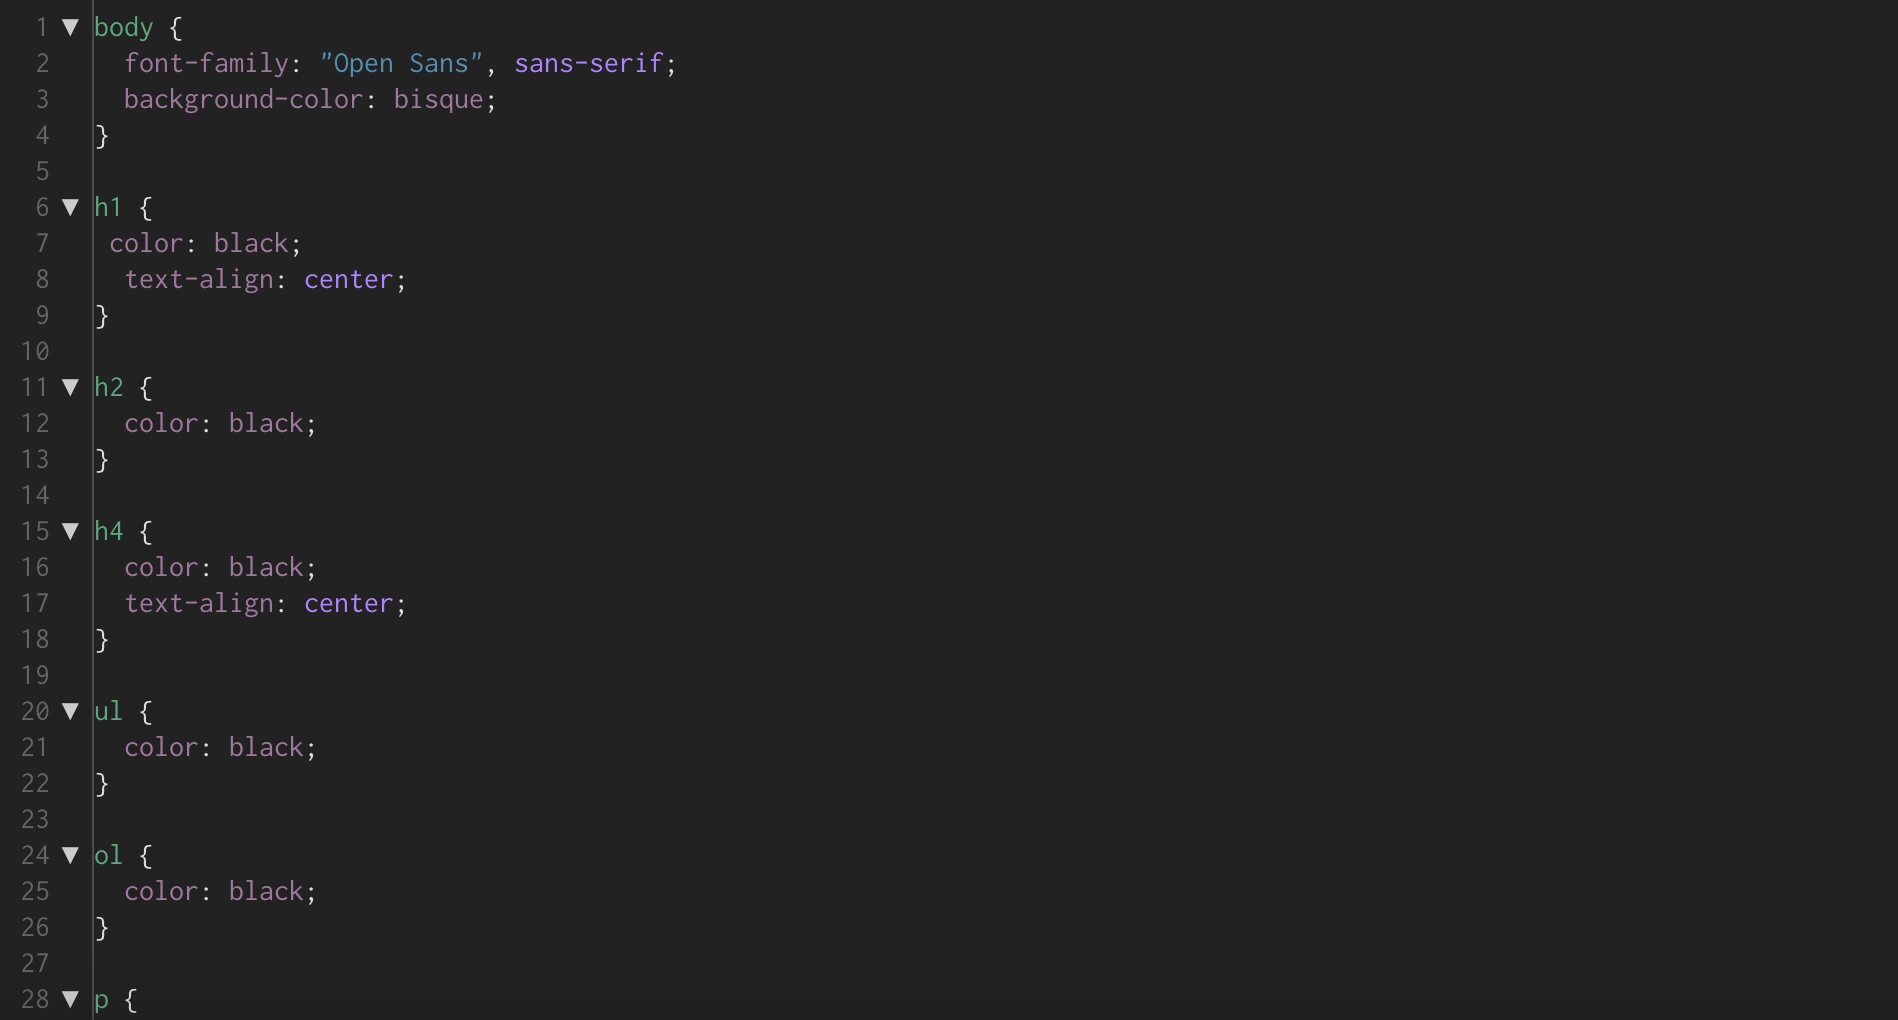 1 ▼ body {
2 font-family: "Open Sans", sans-serif;
3 background-color: bisque;
4 }
5
6 ▼ h1 {
7 color: black;
8 text-align: center;
9 }
10
11 ▼ h2 {
12 color: black;
13 }
14
15 ▼ h4 {
16 color: black;
17 text-align: center;
18 }
19
20 ▼ ul {
21 color: black;
22 }
23
24 ▼ ol {
25 color: black;
26 }
27
28 ▼ p {